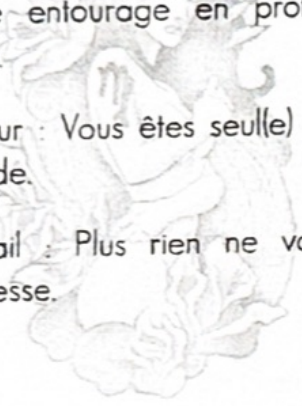 entourage en pro
ur : Vous êtes seul(e)
de.
ail : Plus rien ne vo
esse.